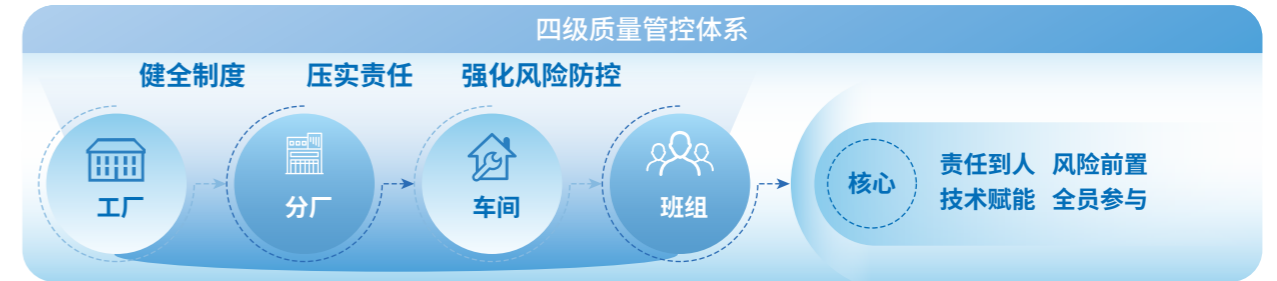 四级质量管控体系
健全制度 压实责任 强化风险防控
工厂 分厂 车间 班组
核心
责任到人 风险前置
技术赋能 全员参与